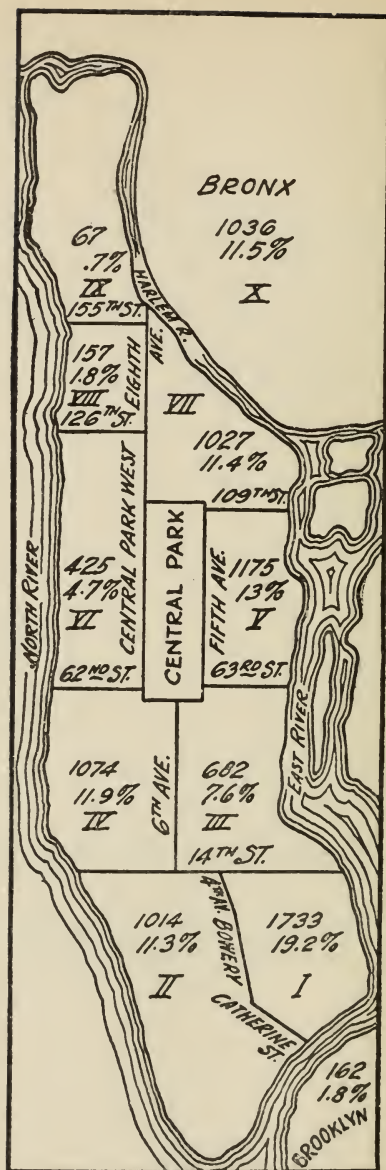 BRONX
1036
11.5%
X
67
.7%
IX
155TH ST.
HARLEM R.
157
1.8%
VIII
126TH ST.
EIGHTH AVE.
VII
1027
11.4%
109TH ST.
NORTH RIVER
425
4.7%
VI
62ND ST.
CENTRAL PARK WEST
CENTRAL PARK
FIFTH AVE.
1175
13%
V
63RD ST.
EAST RIVER
1074
11.9%
IV
6TH AVE.
682
7.6%
III
14TH ST.
1014
11.3%
II
4TH AV. BOWERY
CATHERINE
ST.
1733
19.2%
I
162
1.8%
BROOKLYN